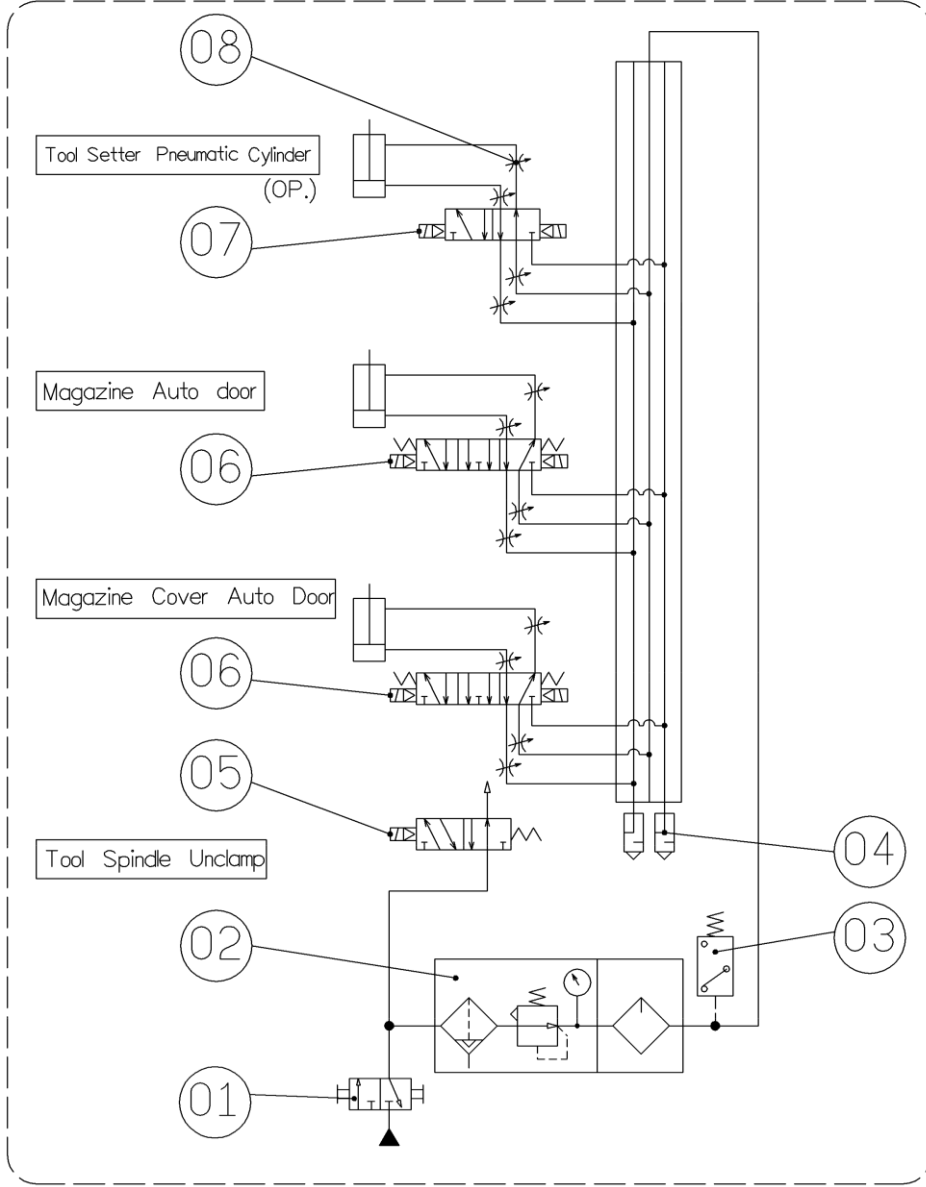 08
Tool Setter Pneumatic Cylinder
(OP.)
07
Magazine Auto door
06
Magazine Cover Auto Door
06
05
Tool Spindle Unclamp
04
02
03
01